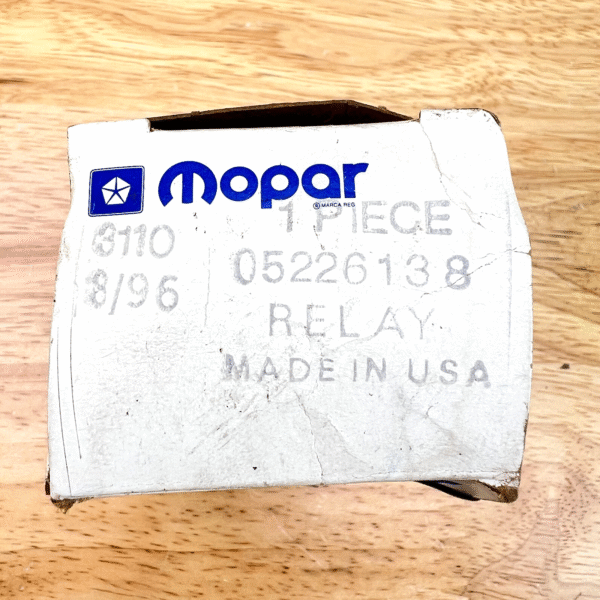 mopar
® MARCA REG.
1 PIECE
3110
05226138
8/96
RELAY
MADE IN USA